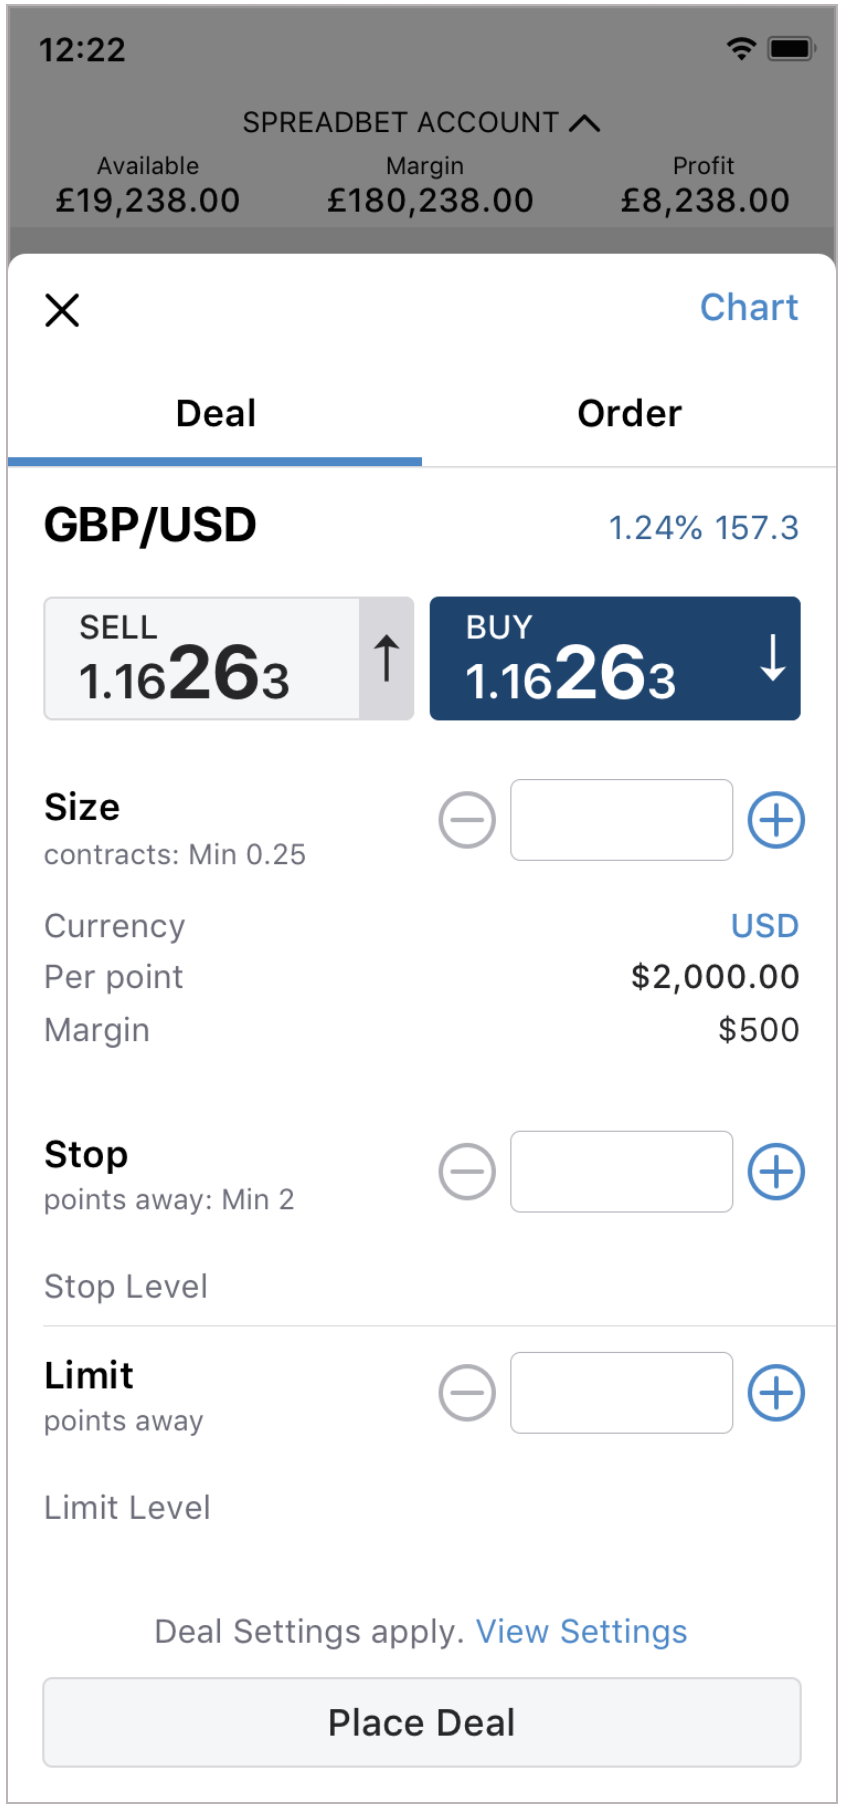 12:22
SPREADBET ACCOUNT
Available Margin Profit
£19,238.00 £180,238.00 £8,238.00
Chart
Deal Order
GBP/USD 1.24% 157.3
SELL BUY
1.16263 1.16263
Size
contracts: Min 0.25
Currency USD
Per point $2,000.00
Margin $500
Stop
points away: Min 2
Stop Level
Limit
points away
Limit Level
Deal Settings apply. View Settings
Place Deal